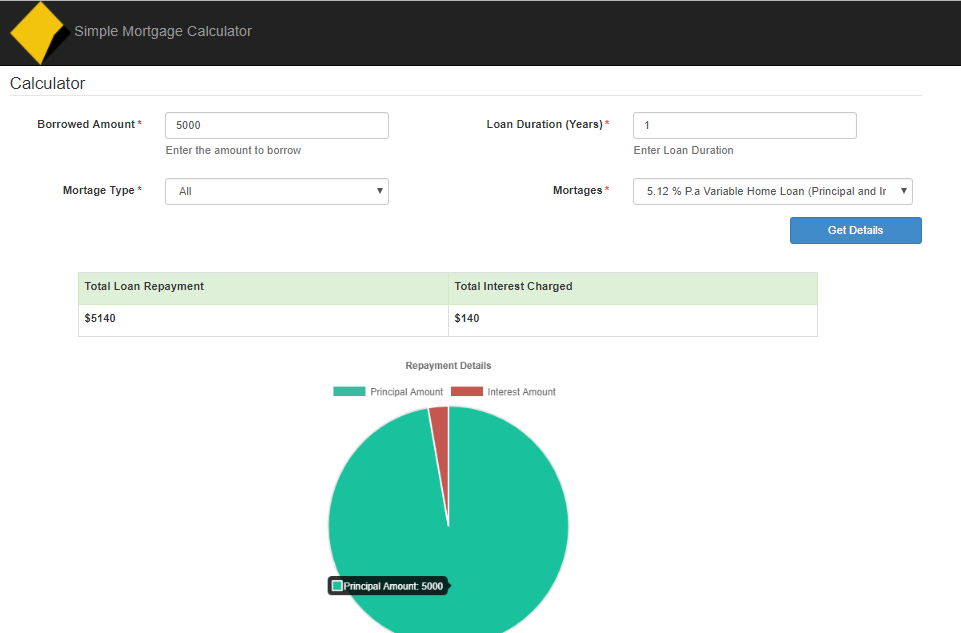 Simple Mortgage Calculator
Calculator
Borrowed Amount* 5000 Loan Duration (Years)* 1
Enter the amount to borrow Enter Loan Duration
Mortage Type* All Mortages* 5.12 % P.a Variable Home Loan (Principal and Ir
Get Details
Total Loan Repayment Total Interest Charged
$5140 $140
Repayment Details
Principal Amount Interest Amount
Principal Amount: 5000